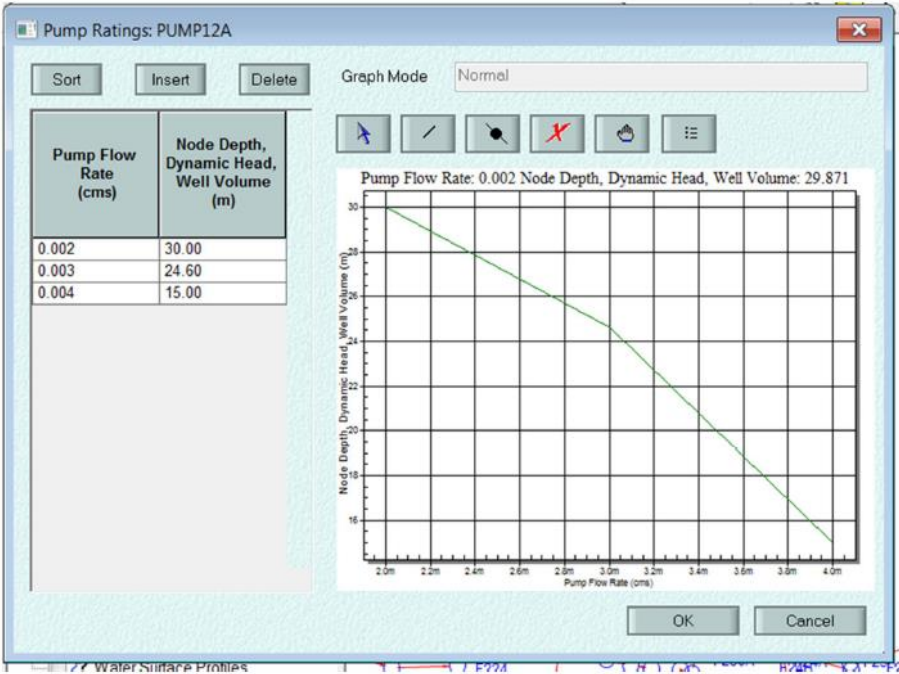 Pump Ratings: PUMP12A
Sort
Insert
Delete
Graph Mode
Normal
Pump Flow
Rate
(cms)
Node Depth,
Dynamic Head,
Well Volume
(m)
0.002 30.00
0.003 24.60
0.004 15.00
Pump Flow Rate: 0.002 Node Depth, Dynamic Head, Well Volume: 29.871
Node Depth, Dynamic Head, Well Volume (m)
30
28
26
24
22
20
18
16
2.0m 2.2m 2.4m 2.6m 2.8m 3.0m 3.2m 3.4m 3.6m 3.8m 4.0m
Pump Flow Rate (cms)
OK
Cancel
Water Surface Profiles